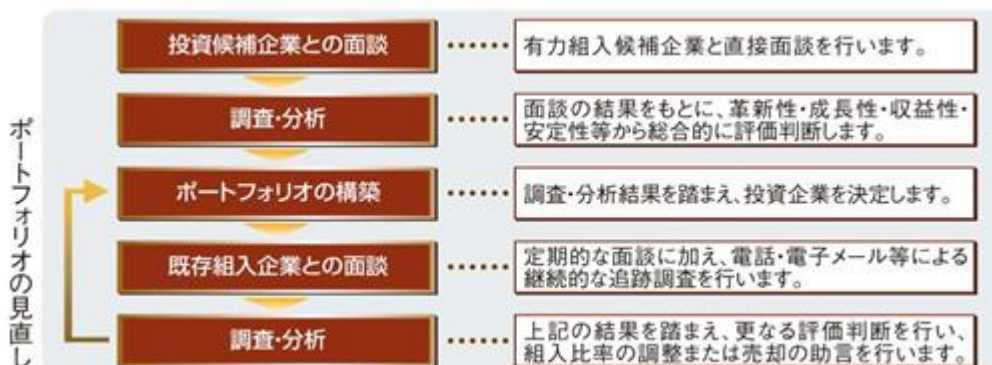 投資候補企業との面談
有力組入候補企業と直接面談を行います。
調査・分析
面談の結果をもとに、革新性・成長性・収益性・
安定性等から総合的に評価判断します。
ポートフォリオの構築
調査・分析結果を踏まえ、投資企業を決定します。
既存組入企業との面談
定期的な面談に加え、電話・電子メール等による
継続的な追跡調査を行います。
調査・分析
上記の結果を踏まえ、更なる評価判断を行い、
組入比率の調整または売却の助言を行います。
ポートフォリオの見直し